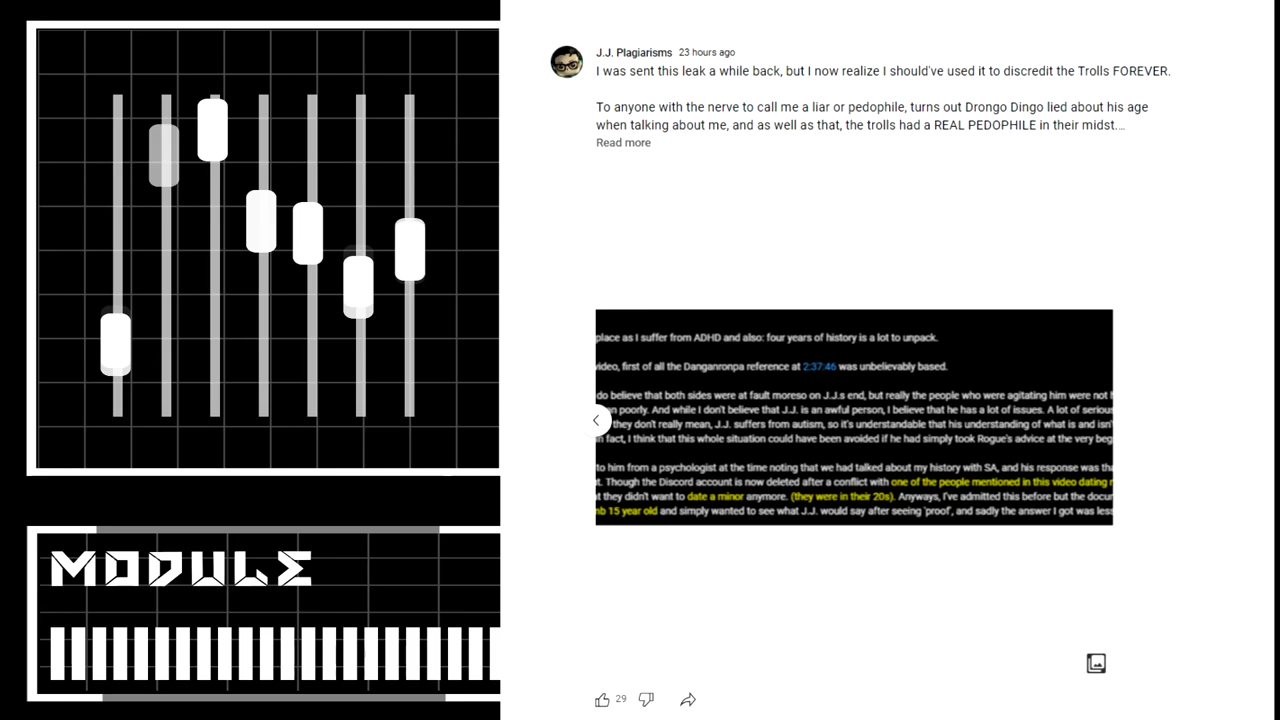 MODULE
J.J. Plagiarisms 23 hours ago
I was sent this leak a while back, but I now realize I should've used it to discredit the Trolls FOREVER.
To anyone with the nerve to call me a liar or pedophile, turns out Drongo Dingo lied about his age
when talking about me, and as well as that, the trolls had a REAL PEDOPHILE in their midst....
Read more
place as I suffer from ADHD and also: four years of history is a lot to unpack.
video, first of all the Danganronpa reference at 2:37:46 was unbelievably based.
do believe that both sides were at fault moreso on J.J.s end, but really the people who were agitating him were not
n poorly. And while I don't believe that J.J. is an awful person, I believe that he has a lot of issues. A lot of serious
they don't really mean, J.J. suffers from autism, so it's understandable that his understanding of what is and isn'
n fact, I think that this whole situation could have been avoided if he had simply took Rogue's advice at the very beg
to him from a psychologist at the time noting that we had talked about my history with SA, and his response was tha
t. Though the Discord account is now deleted after a conflict with one of the people mentioned in this video dating
t they didn't want to date a minor anymore. (they were in their 20s). Anyways, I've admitted this before but the docu
mb 15 year old and simply wanted to see what J.J. would say after seeing 'proof', and sadly the answer I got was less
29